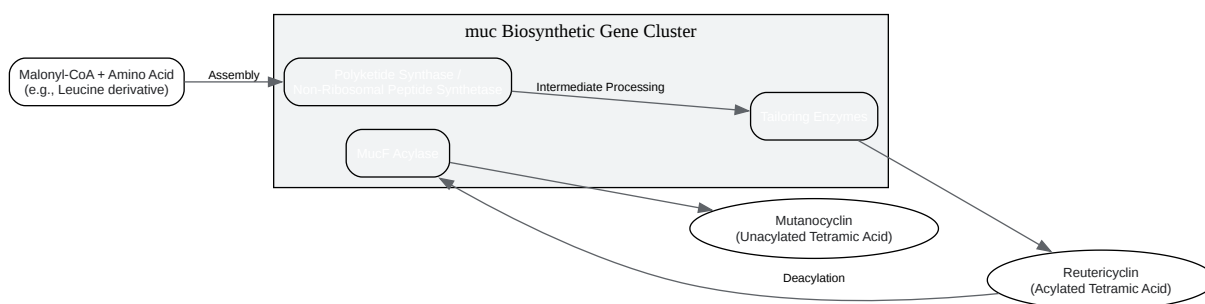 muc Biosynthetic Gene Cluster
Malonyl-CoA + Amino Acid
(e.g., Leucine derivative)
Assembly
Polyketide Synthase /
Non-Ribosomal Peptide Synthetase
Intermediate Processing
Tailoring Enzymes
MucF Acylase
Mutanocyclin
(Unacylated Tetramic Acid)
Deacylation
Reutericyclin
(Acylated Tetramic Acid)